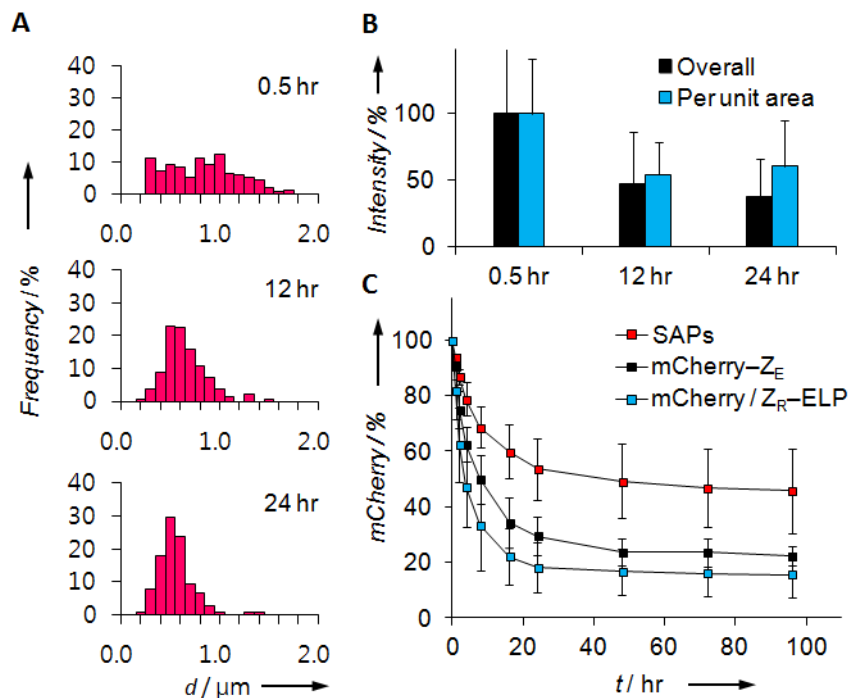 A
Frequency / %
40
30
20
10
0
0.5 hr
0.0 1.0 2.0
40
30
20
10
0
12 hr
0.0 1.0 2.0
40
30
20
10
0
24 hr
0.0 1.0 2.0
d / µm
B
Intensity / %
100
50
0
Overall
Per unit area
0.5 hr 12 hr 24 hr
C
mCherry / %
100
80
60
40
20
0
SAPs
mCherry–Z_E
mCherry / Z_R–ELP
0 20 40 60 80 100
t / hr